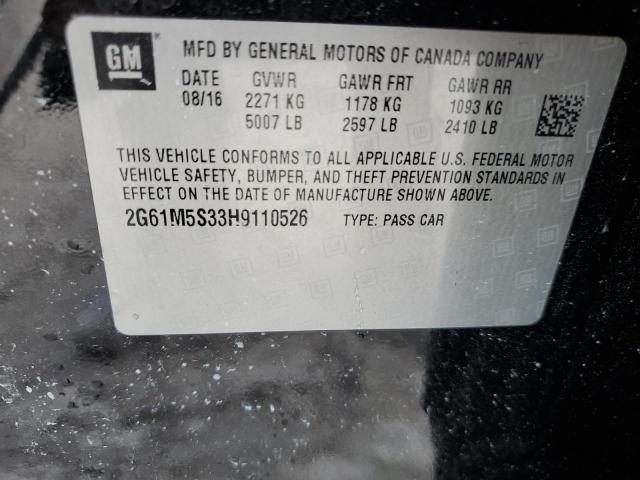 GM
MFD BY GENERAL MOTORS OF CANADA COMPANY
DATE GVWR GAWR FRT GAWR RR
08/16 2271 KG 1178 KG 1093 KG
5007 LB 2597 LB 2410 LB
THIS VEHICLE CONFORMS TO ALL APPLICABLE U.S. FEDERAL MOTOR
VEHICLE SAFETY, BUMPER, AND THEFT PREVENTION STANDARDS IN
EFFECT ON THE DATE OF MANUFACTURE SHOWN ABOVE.
2G61M5S33H9110526 TYPE: PASS CAR